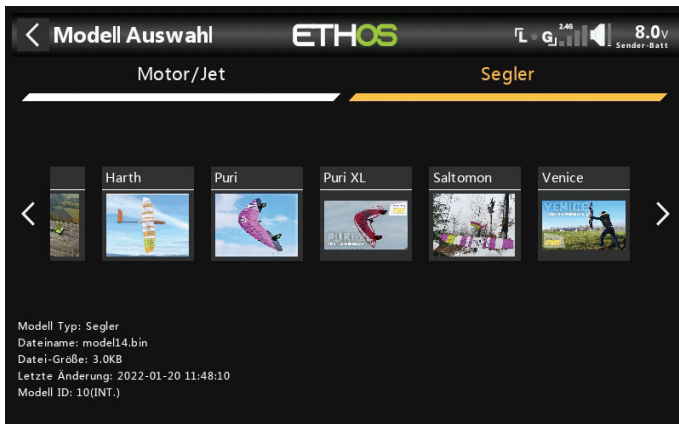 Modell Auswahl
ETHOS
L G 2.4G
8.0V
Sender-Batt
Motor/Jet
Segler
Harth
Puri
Puri XL
Saltomon
Venice
VENICE
Modell Typ: Segler
Dateiname: model14.bin
Datei-Größe: 3.0KB
Letzte Änderung: 2022-01-20 11:48:10
Modell ID: 10(INT.)